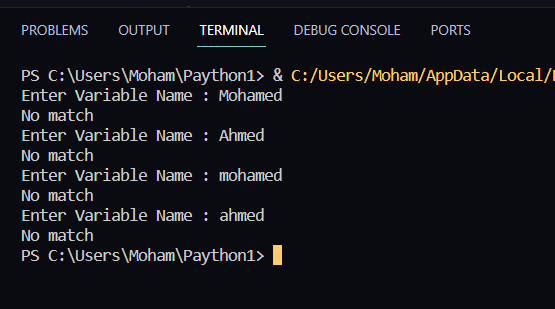 PROBLEMS OUTPUT TERMINAL DEBUG CONSOLE PORTS
PS C:\Users\Moham\Paython1> & C:/Users/Moham/AppData/Local/
Enter Variable Name : Mohamed
No match
Enter Variable Name : Ahmed
No match
Enter Variable Name : mohamed
No match
Enter Variable Name : ahmed
No match
PS C:\Users\Moham\Paython1>